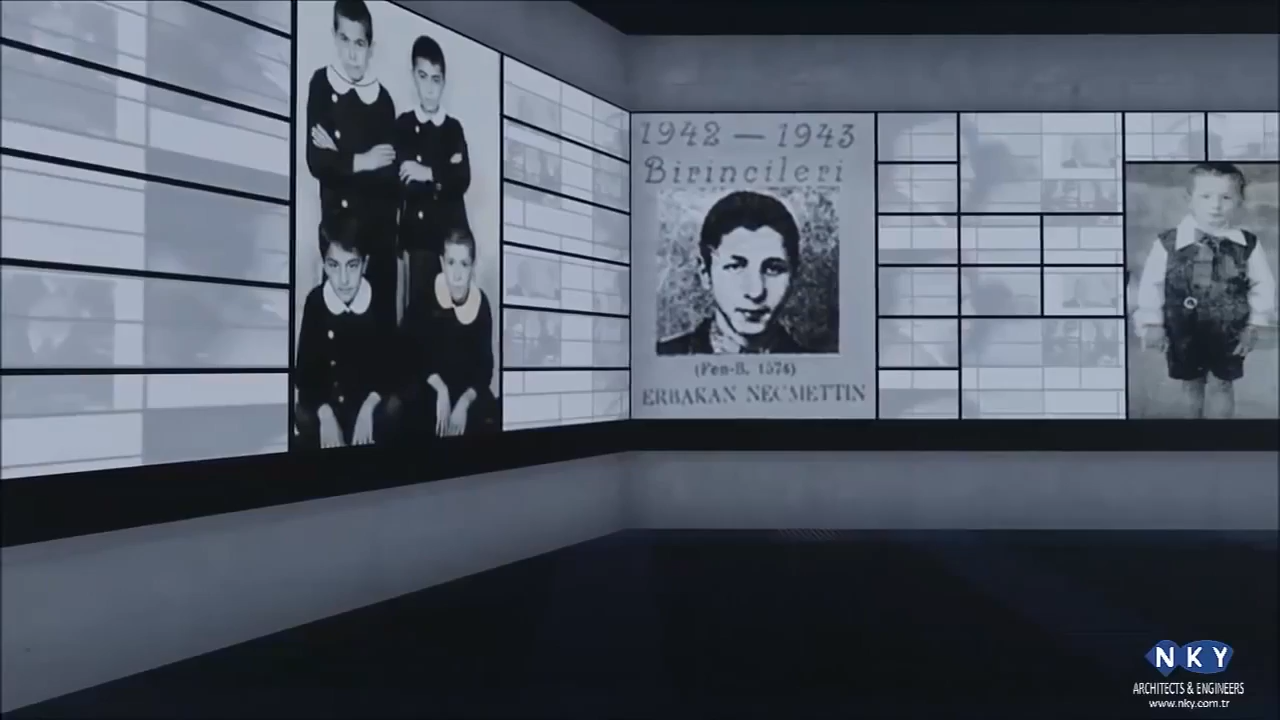 1942 — 1943
Birincileri
(Fen-B. 1574)
ERBAKAN NECMETTIN
NKY
ARCHITECTS & ENGINEERS
www.nky.com.tr